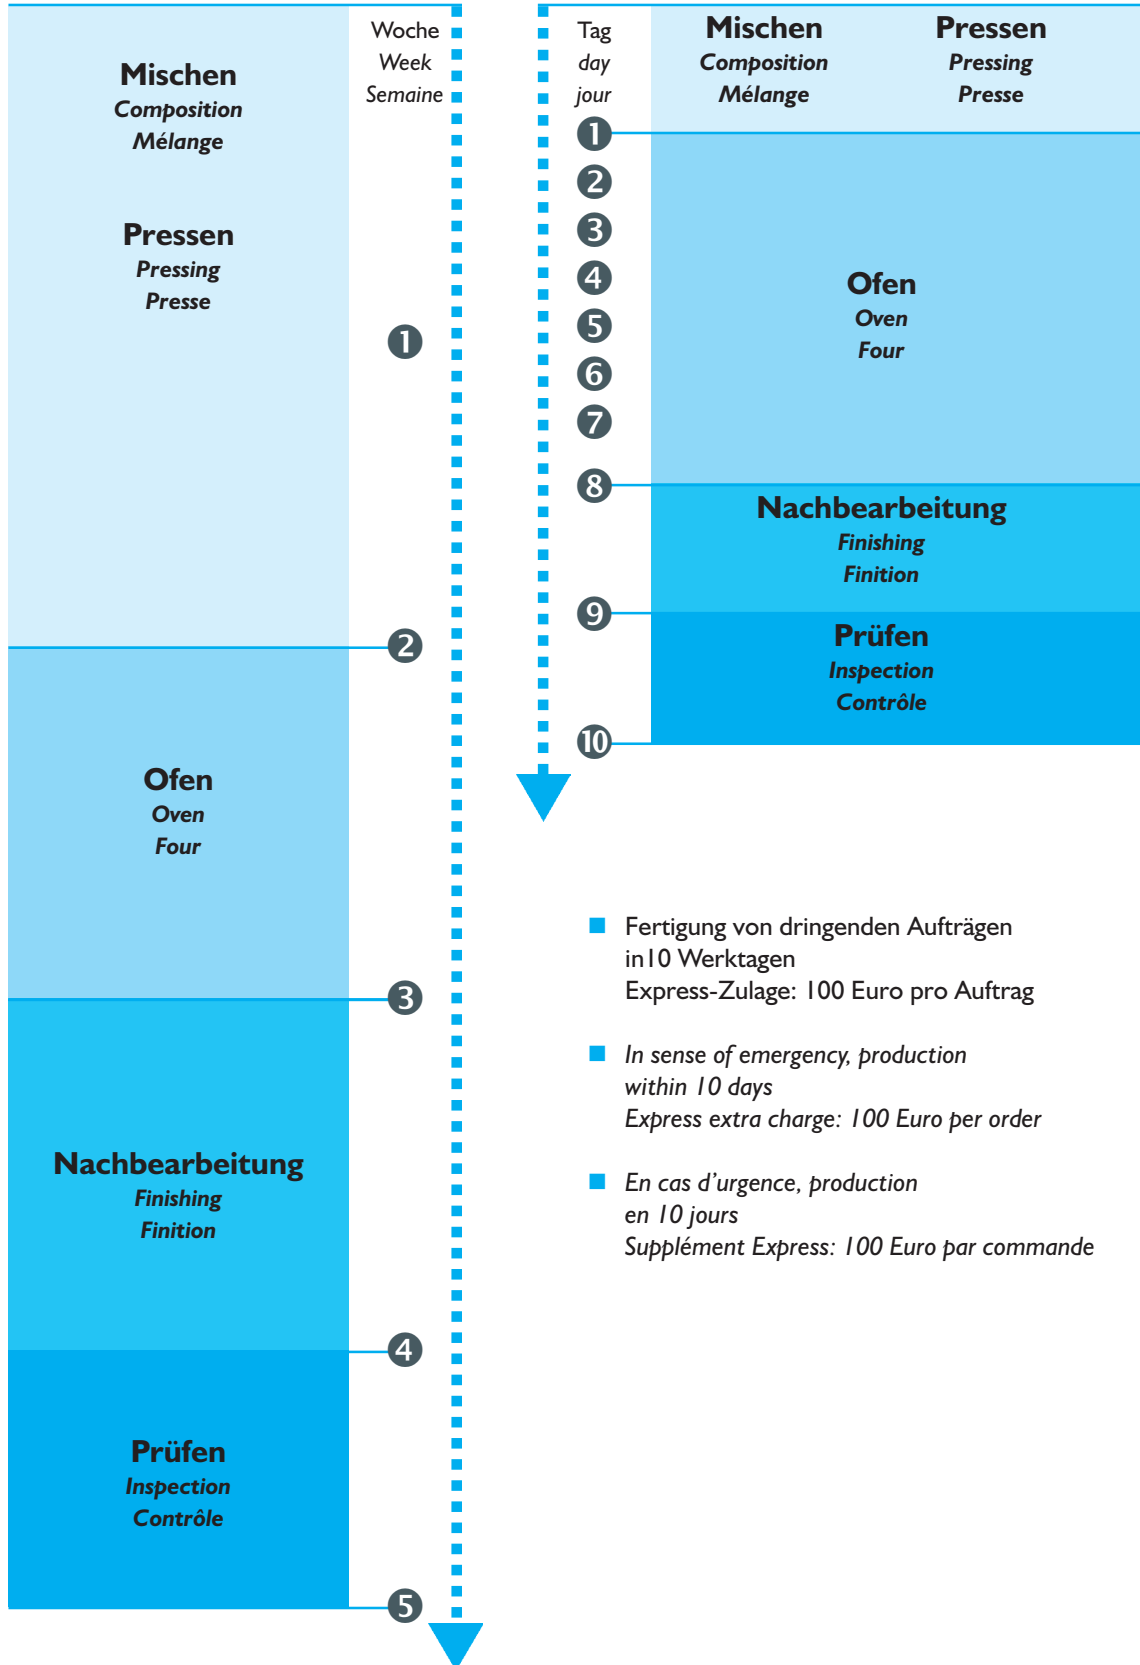 Mischen
Composition
Mélange
Pressen
Pressing
Presse
Woche
Week
Semaine
1
2
Ofen
Oven
Four
3
Nachbearbeitung
Finishing
Finition
4
Prüfen
Inspection
Contrôle
5
Tag
day
jour
Mischen
Composition
Mélange
Pressen
Pressing
Presse
1
2
3
4
5
6
7
Ofen
Oven
Four
8
Nachbearbeitung
Finishing
Finition
9
Prüfen
Inspection
Contrôle
10
Fertigung von dringenden Aufträgen
in10 Werktagen
Express-Zulage: 100 Euro pro Auftrag
In sense of emergency, production
within 10 days
Express extra charge: 100 Euro per order
En cas d’urgence, production
en 10 jours
Supplément Express: 100 Euro par commande